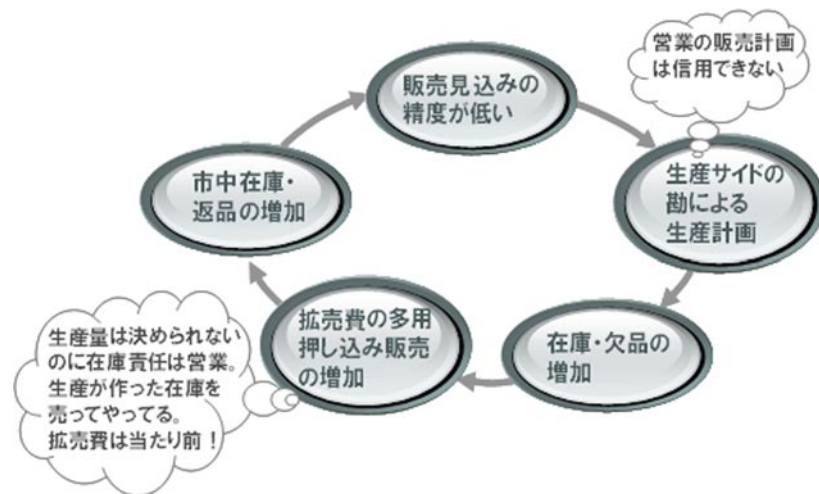 営業の販売計画
は信用できない
販売見込みの
精度が低い
生産サイドの
勘による
生産計画
市中在庫・
返品の増加
在庫・欠品の
増加
拡売費の多用
押し込み販売
の増加
生産量は決められない
のに在庫責任は営業。
生産が作った在庫を
売ってやってる。
拡売費は当たり前！